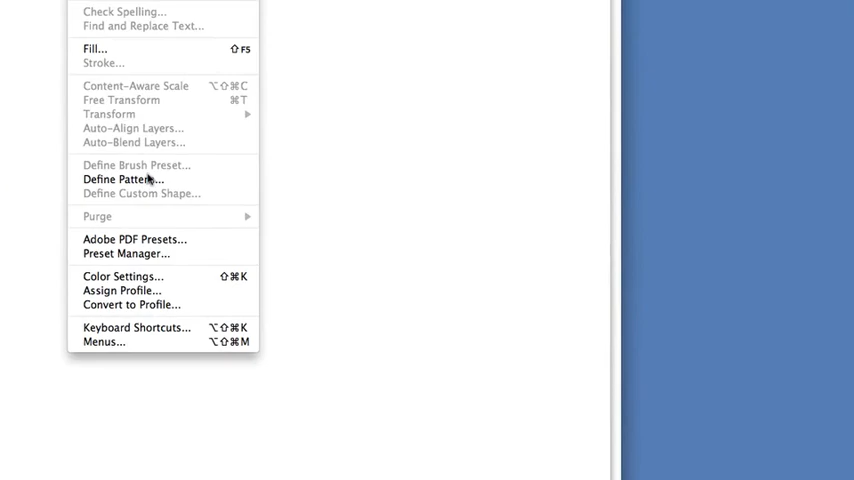 Check Spelling...
Find and Replace Text...
Fill... ⇧F5
Stroke...
Content-Aware Scale ⌥⇧⌘C
Free Transform ⌘T
Transform
Auto-Align Layers...
Auto-Blend Layers...
Define Brush Preset...
Define Pattern...
Define Custom Shape...
Purge
Adobe PDF Presets...
Preset Manager...
Color Settings... ⇧⌘K
Assign Profile...
Convert to Profile...
Keyboard Shortcuts... ⌥⇧⌘K
Menus... ⌥⇧⌘M